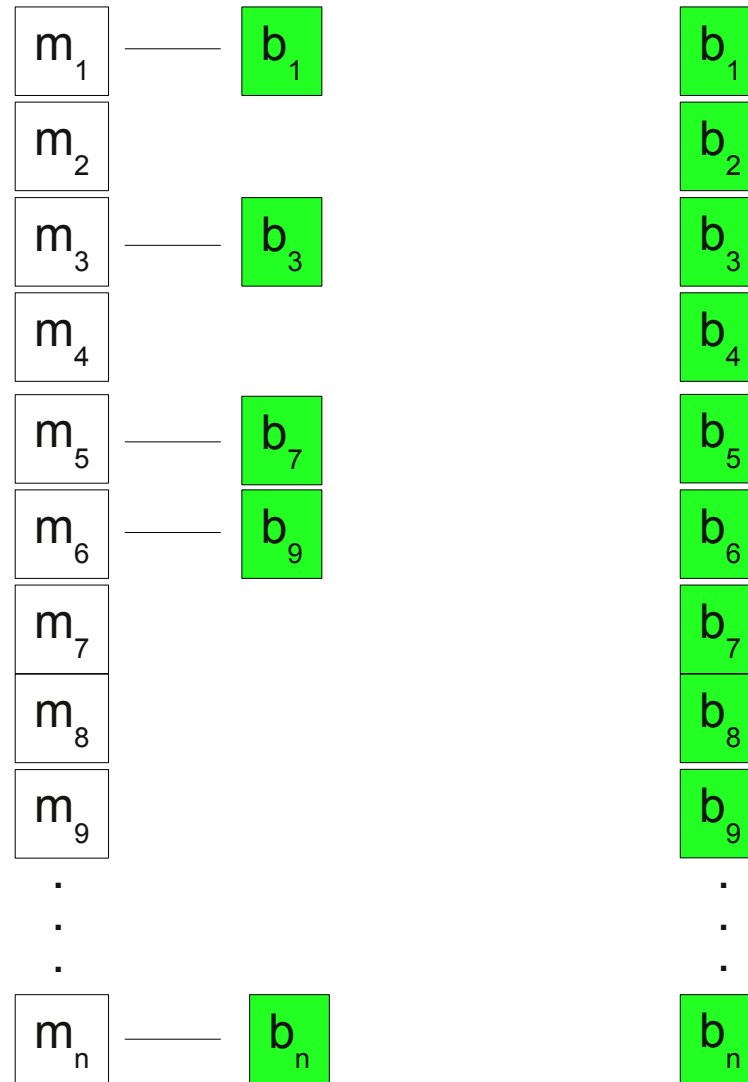 m₁ b₁ b₁
m₂ b₂
m₃ b₃ b₃
m₄ b₄
m₅ b₇ b₅
m₆ b₉ b₆
m₇ b₇
m₈ b₈
m₉ b₉
. .
. .
. .
mₙ bₙ bₙ